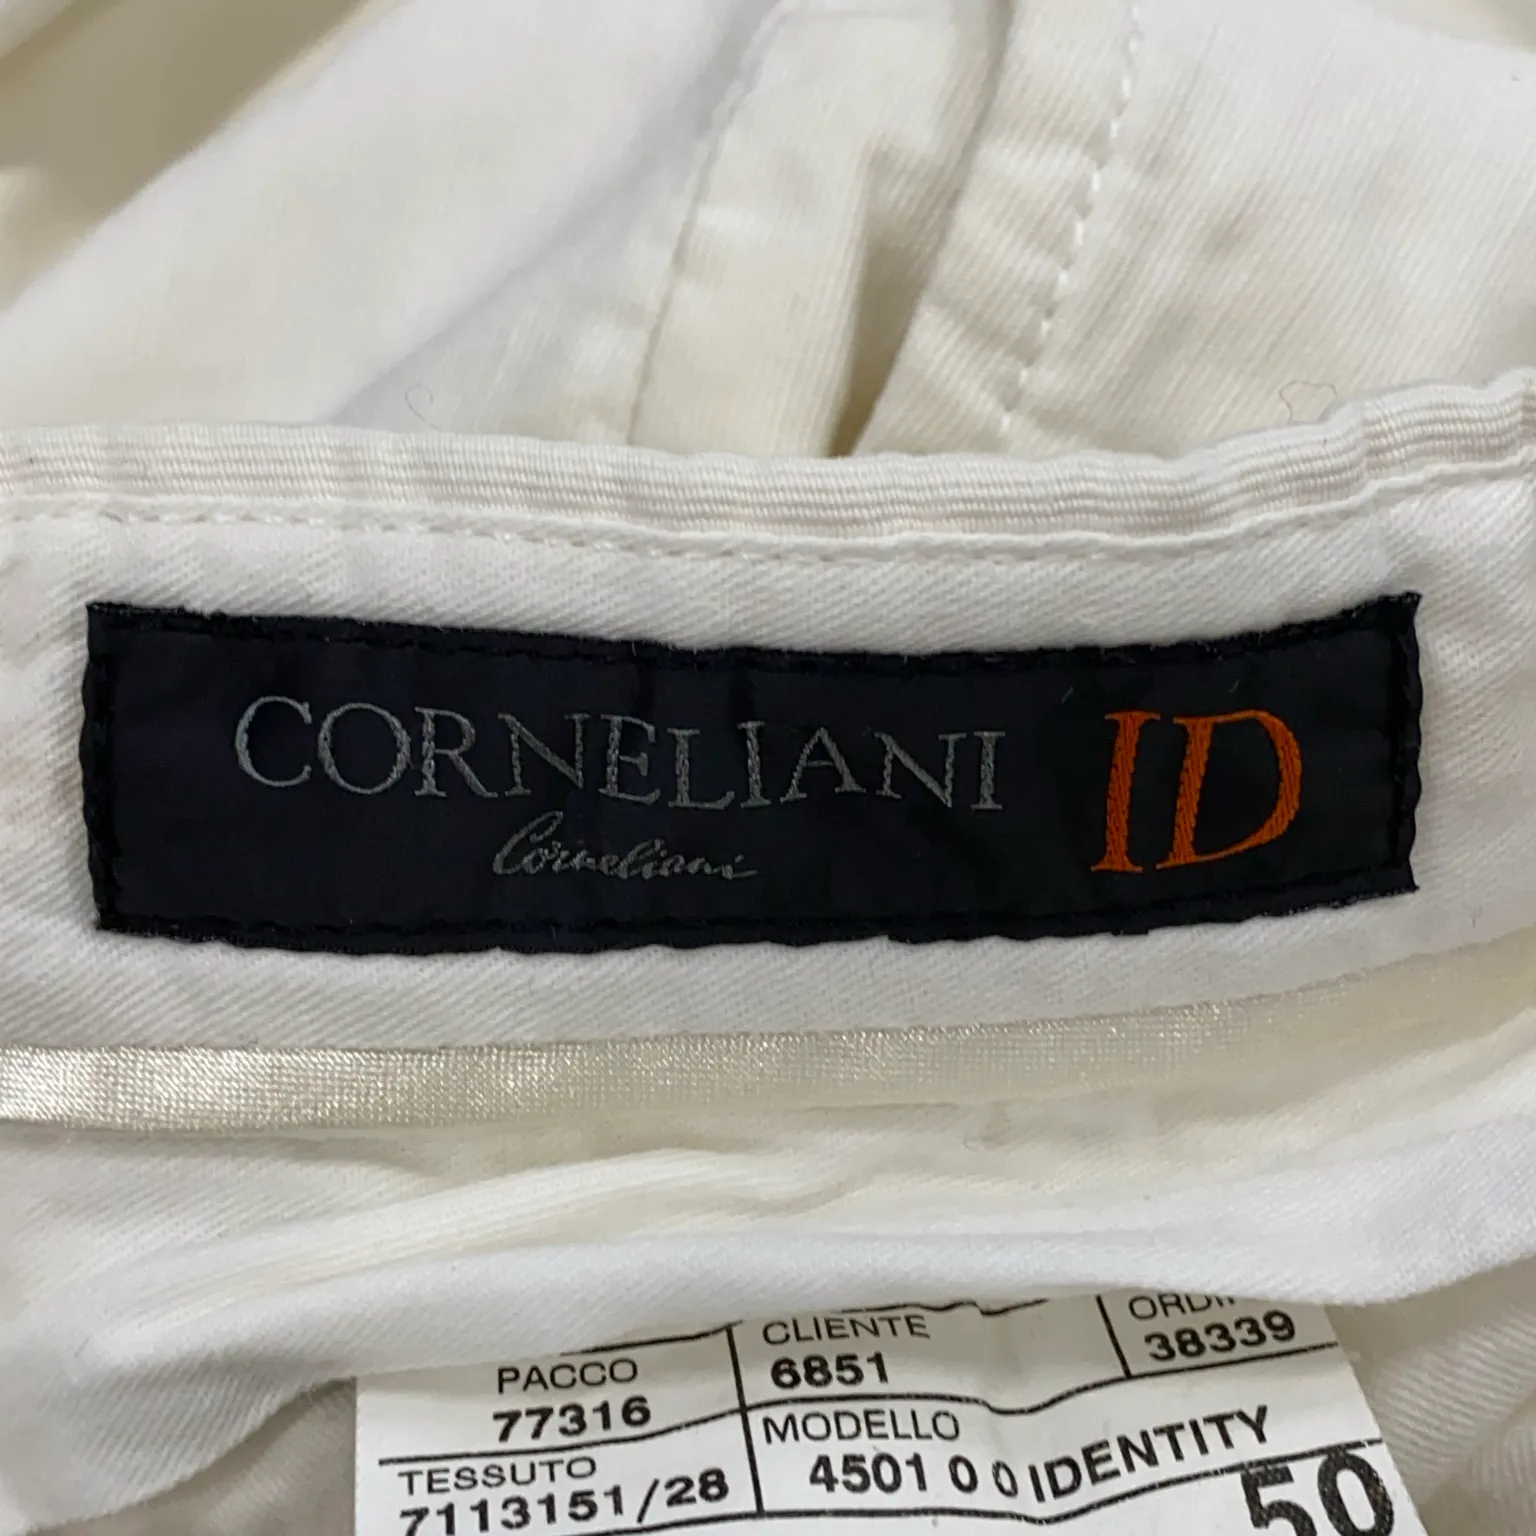 CORNELIANI ID
Corneliani
PACCO
77316
CLIENTE
6851
38339
TESSUTO
7113151/28
MODELLO
4501 0 0 IDENTITY
50